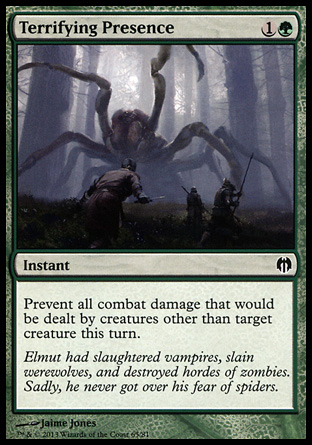 Terrifying Presence 1
Instant
Prevent all combat damage that would
be dealt by creatures other than target
creature this turn.
Elmut had slaughtered vampires, slain
werewolves, and destroyed hordes of zombies.
Sadly, he never got over his fear of spiders.
Jaime Jones
™ & © 2013 Wizards of the Coast 65/81